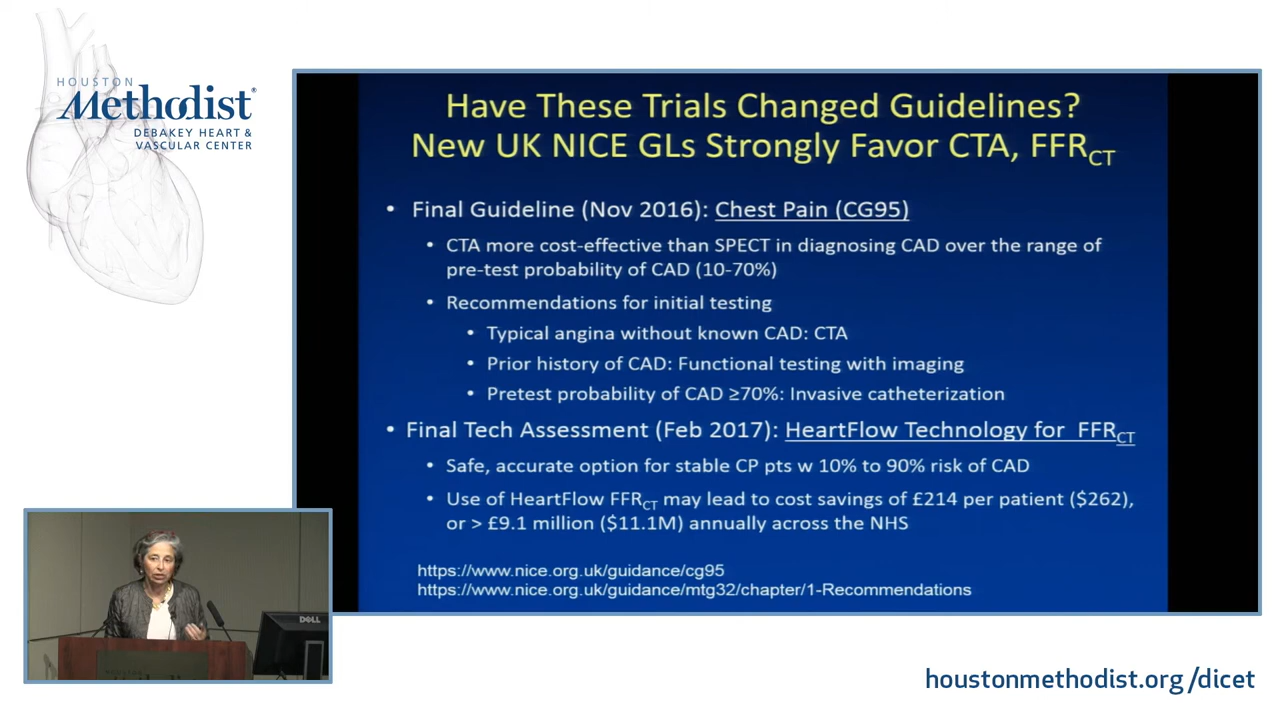 HOUSTON
Methodist®
DEBAKEY HEART &
VASCULAR CENTER
Have These Trials Changed Guidelines?
New UK NICE GLs Strongly Favor CTA, FFRCT
• Final Guideline (Nov 2016): Chest Pain (CG95)
• CTA more cost-effective than SPECT in diagnosing CAD over the range of
pre-test probability of CAD (10-70%)
• Recommendations for initial testing
• Typical angina without known CAD: CTA
• Prior history of CAD: Functional testing with imaging
• Pretest probability of CAD ≥70%: Invasive catheterization
• Final Tech Assessment (Feb 2017): HeartFlow Technology for FFRCT
• Safe, accurate option for stable CP pts w 10% to 90% risk of CAD
• Use of HeartFlow FFRCT may lead to cost savings of £214 per patient ($262),
or > £9.1 million ($11.1M) annually across the NHS
https://www.nice.org.uk/guidance/cg95
https://www.nice.org.uk/guidance/mtg32/chapter/1-Recommendations
DELL
HOUSTON
Methodist
houstonmethodist.org/dicet